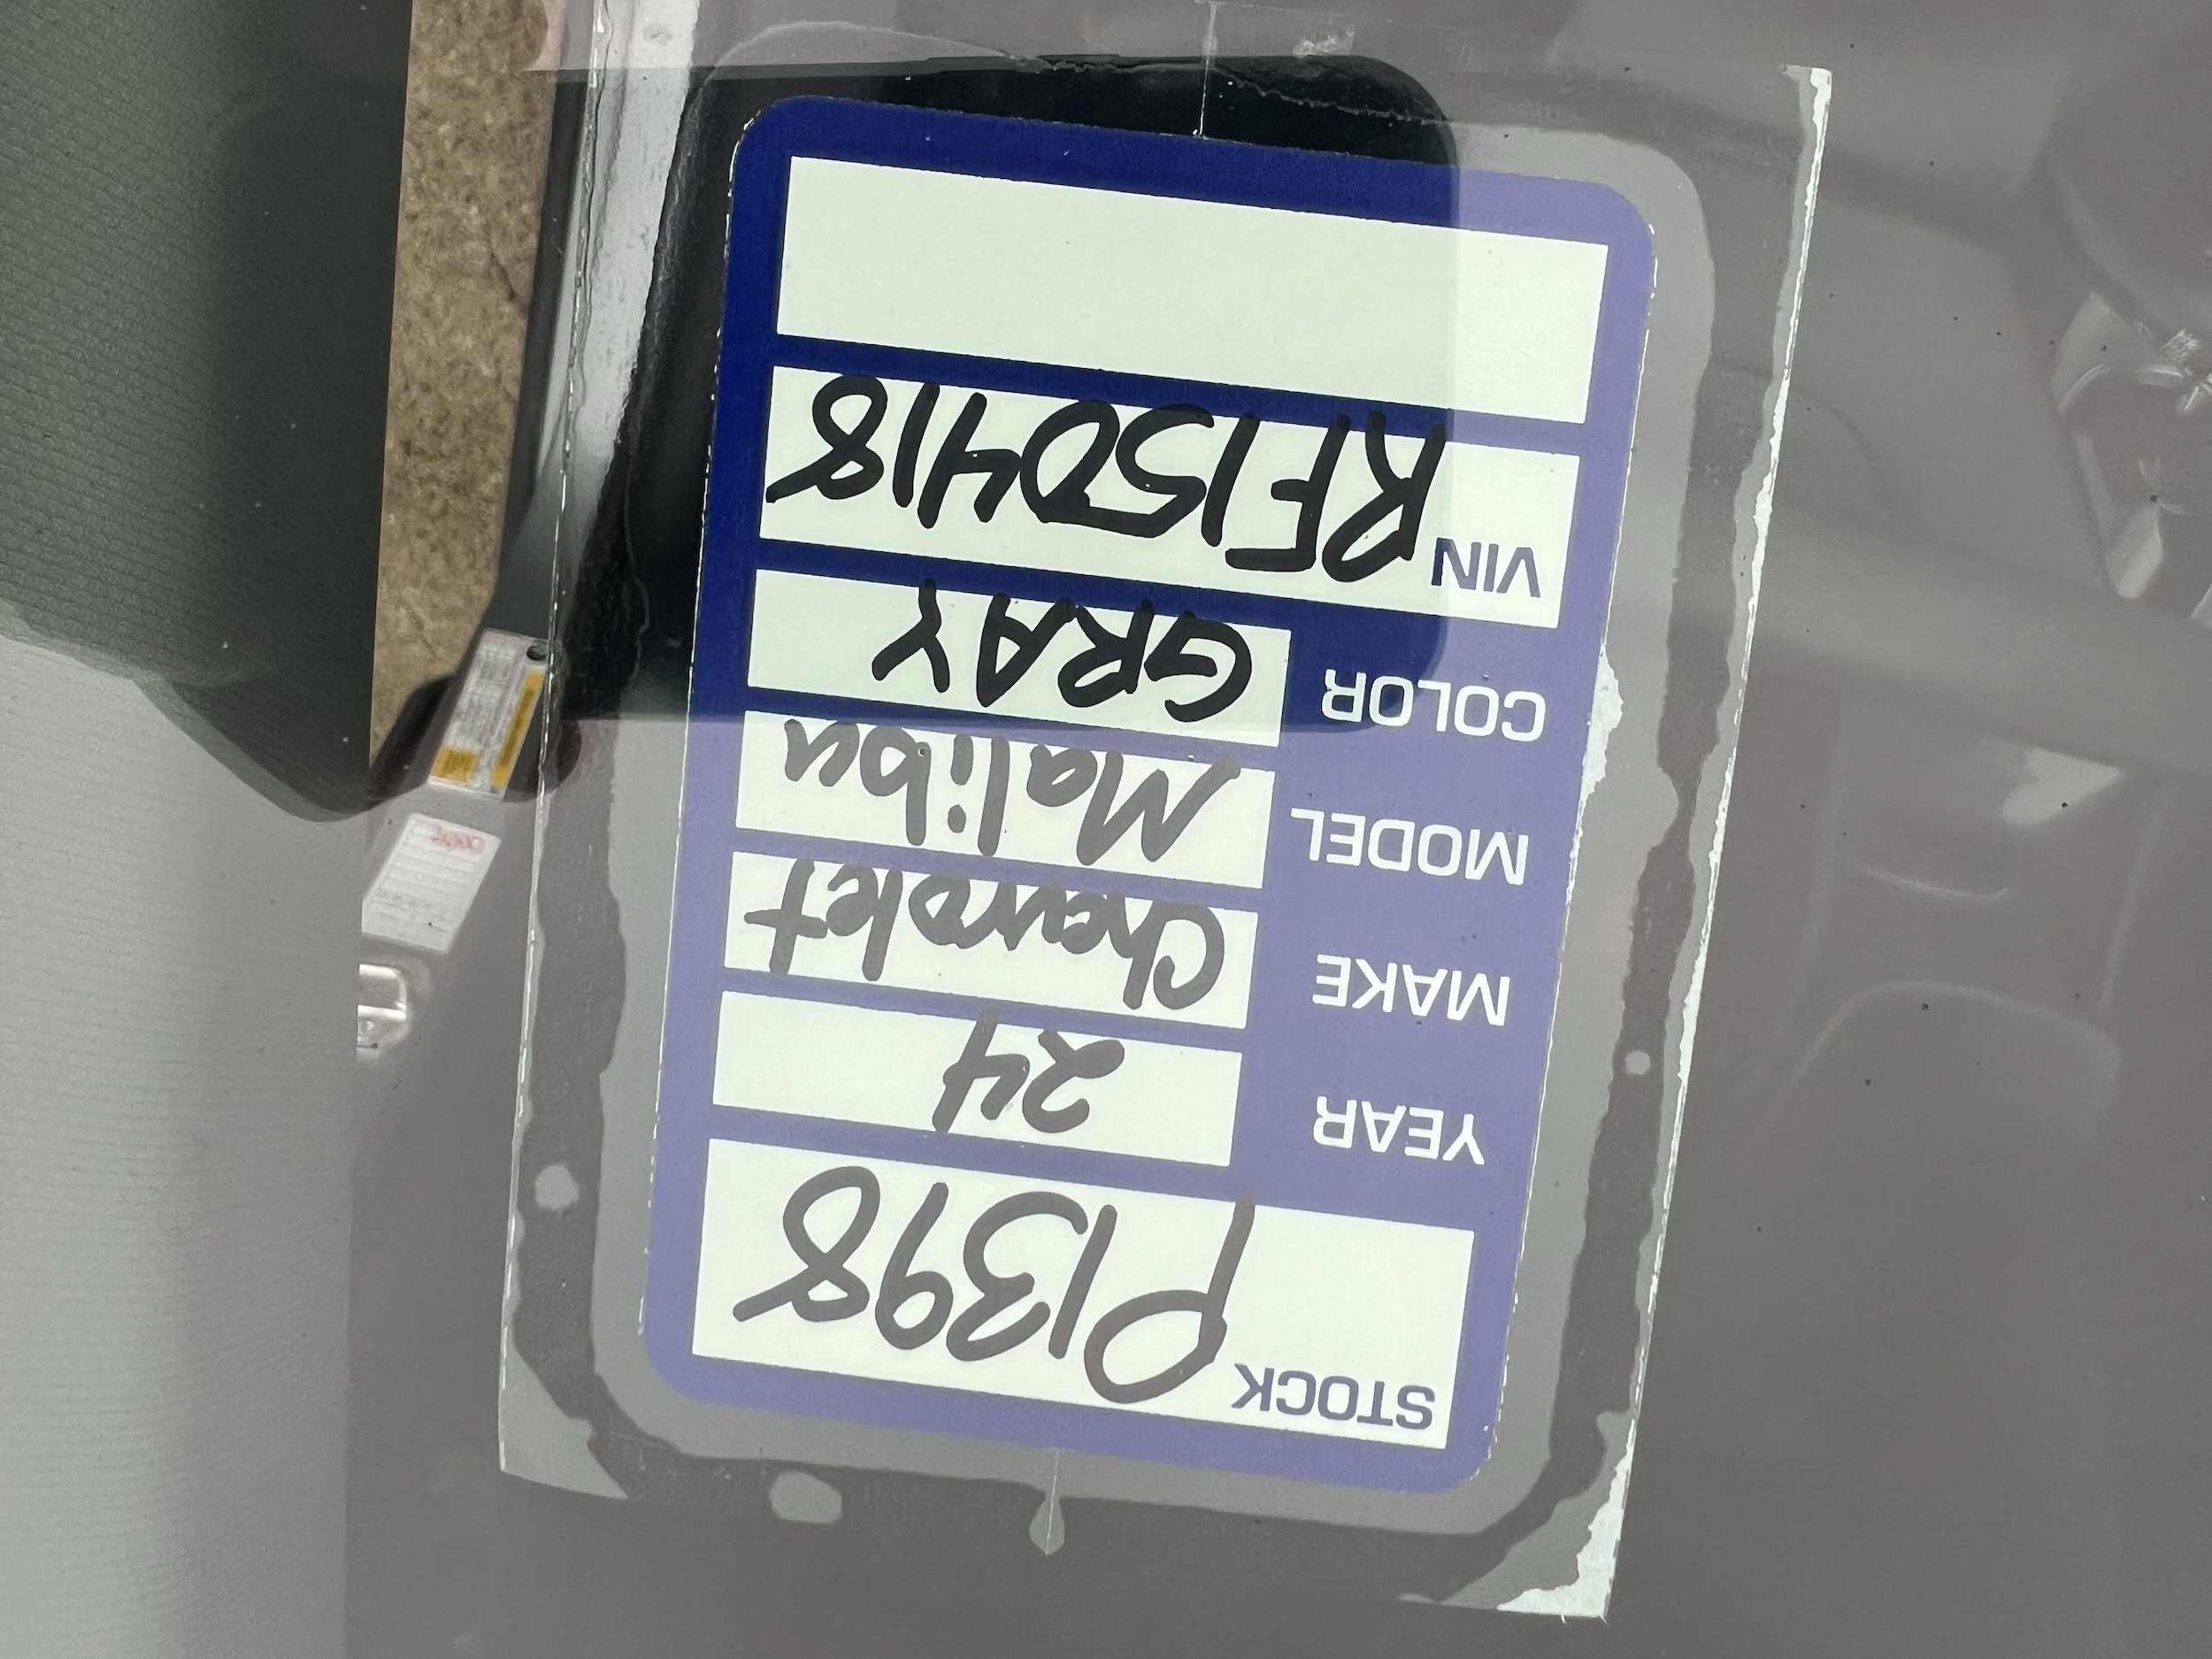 STOCK P1398
YEAR 24
MAKE Chevrolet
MODEL Malibu
COLOR GRAY
VIN RF150418